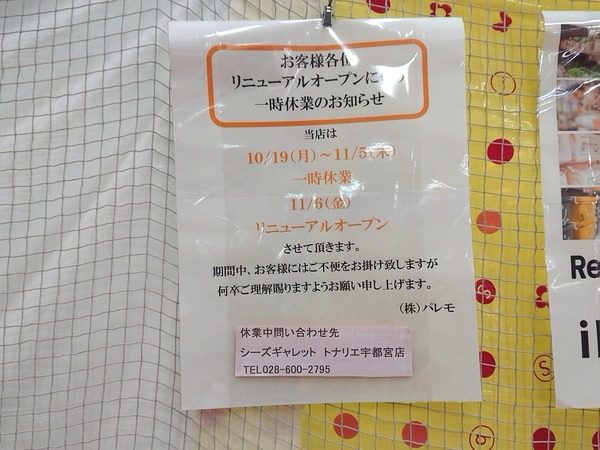 お客様各位
リニューアルオープンに
一時休業のお知らせ
当店は
10/19(月)～11/5(木)
一時休業
11/6(金)
リニューアルオープン
させて頂きます。
期間中、お客様にはご不便をお掛け致しますが
何卒ご理解賜りますようお願い申し上げます。
(株)パレモ
休業中問い合わせ先
シーズギャレット トナリエ宇都宮店
TEL028-600-2795
Re
i